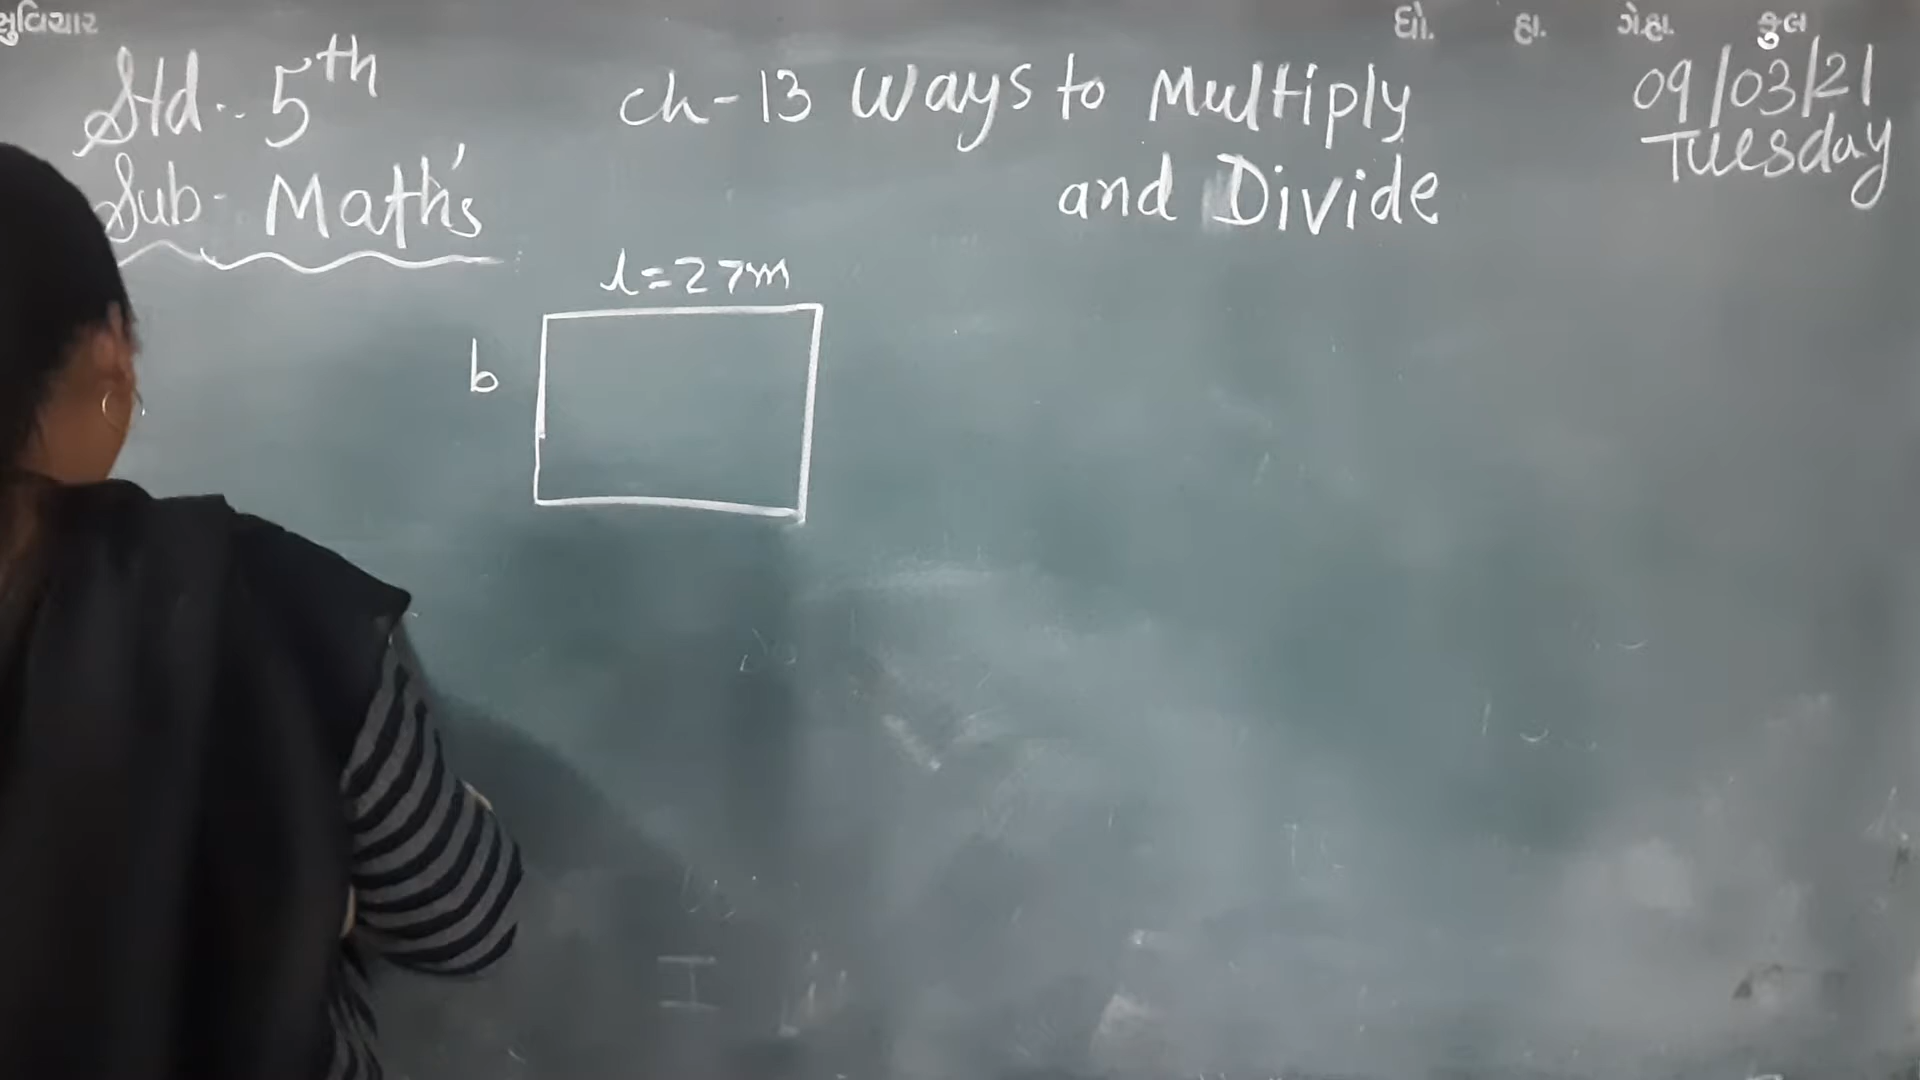 સુવિચાર
ઘો. હા. ગે.હા. કુલ
Std :- 5th
Sub - Math's
Ch - 13 Ways to Multiply
and Divide
09/03/21
Tuesday
l = 27m
b